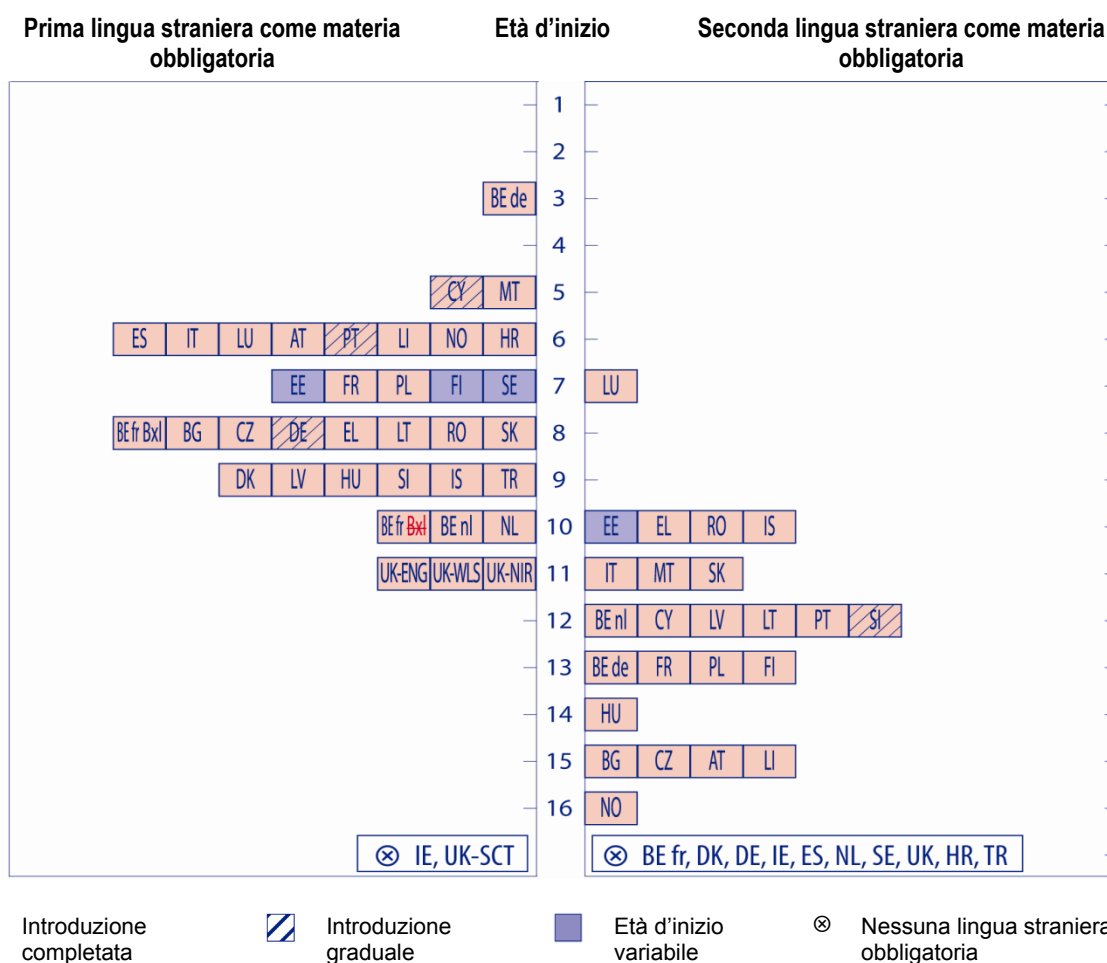 Prima lingua straniera come materia
obbligatoria
Età d’inizio
Seconda lingua straniera come materia
obbligatoria
1
2
BE de 3
4
CY MT 5
ES IT LU AT PT LI NO HR 6
EE FR PL FI SE 7 LU
BE fr Bxl BG CZ DE EL LT RO SK 8
DK LV HU SI IS TR 9
BE fr Bxl BE nl NL 10 EE EL RO IS
UK-ENG UK-WLS UK-NIR 11 IT MT SK
12 BE nl CY LV LT PT SI
13 BE de FR PL FI
14 HU
15 BG CZ AT LI
16 NO
⊗ IE, UK-SCT
⊗ BE fr, DK, DE, IE, ES, NL, SE, UK, HR, TR
Introduzione
completata
Introduzione
graduale
Età d’inizio
variabile
⊗ Nessuna lingua straniera
obbligatoria